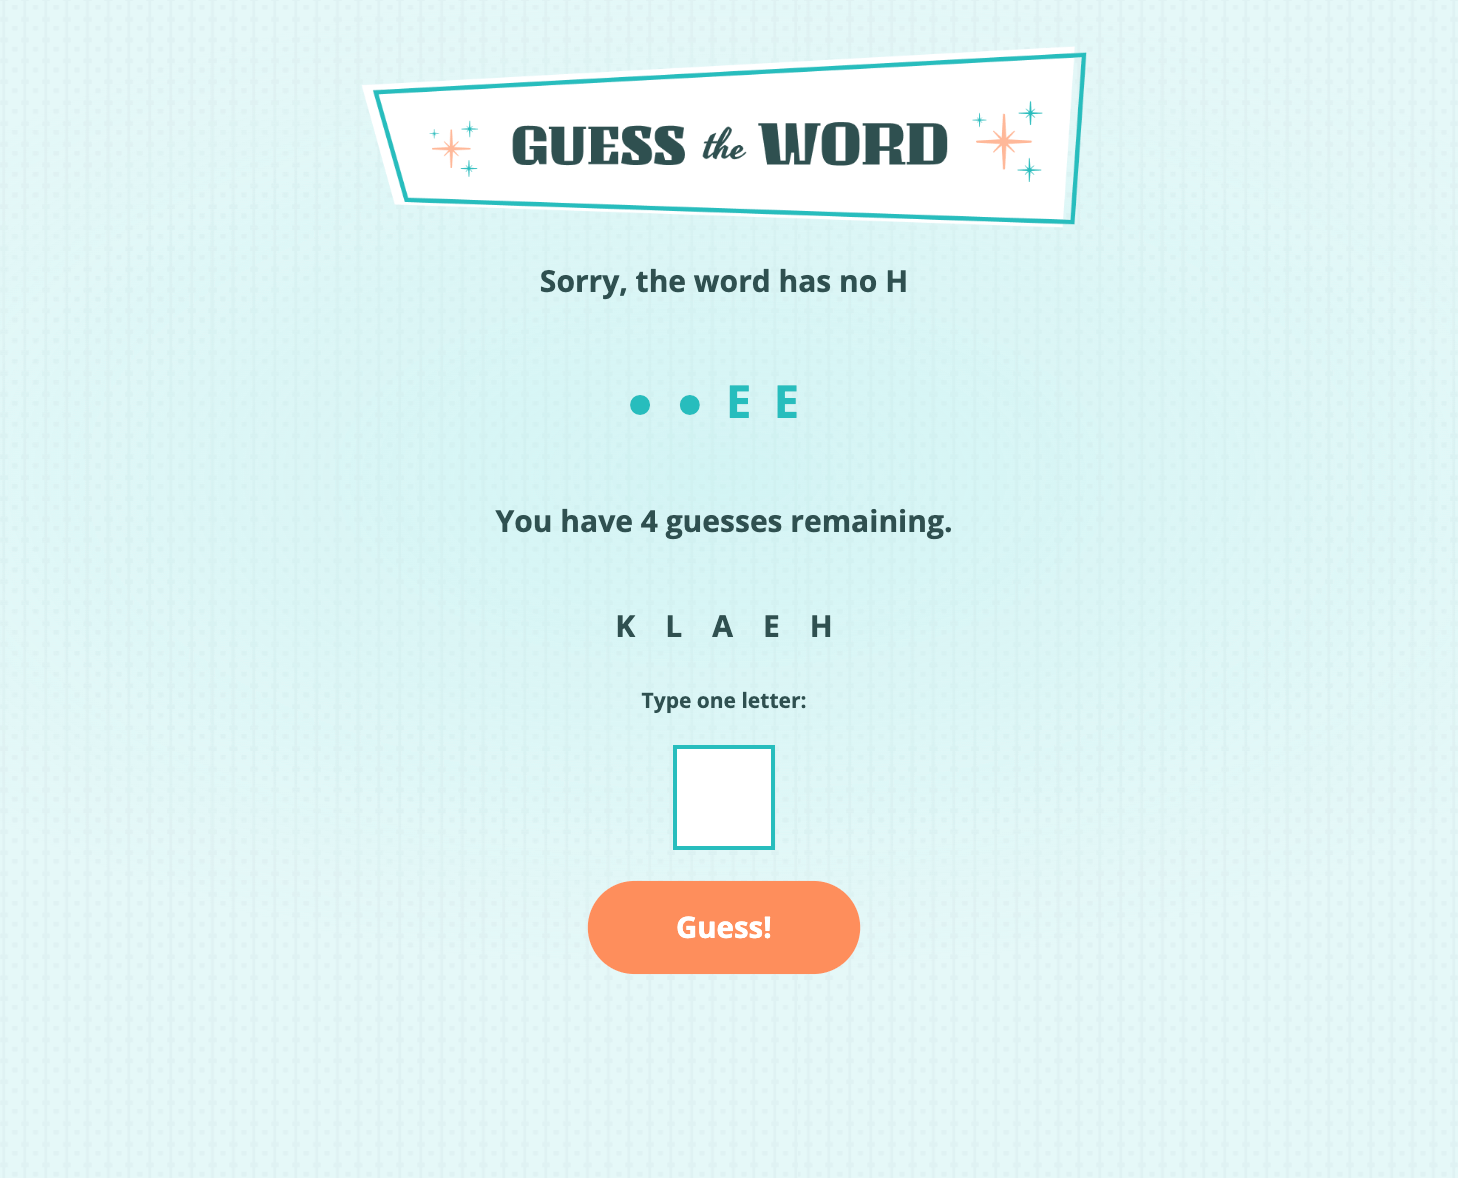 GUESS the WORD
Sorry, the word has no H
● ● E E
You have 4 guesses remaining.
K L A E H
Type one letter:
Guess!